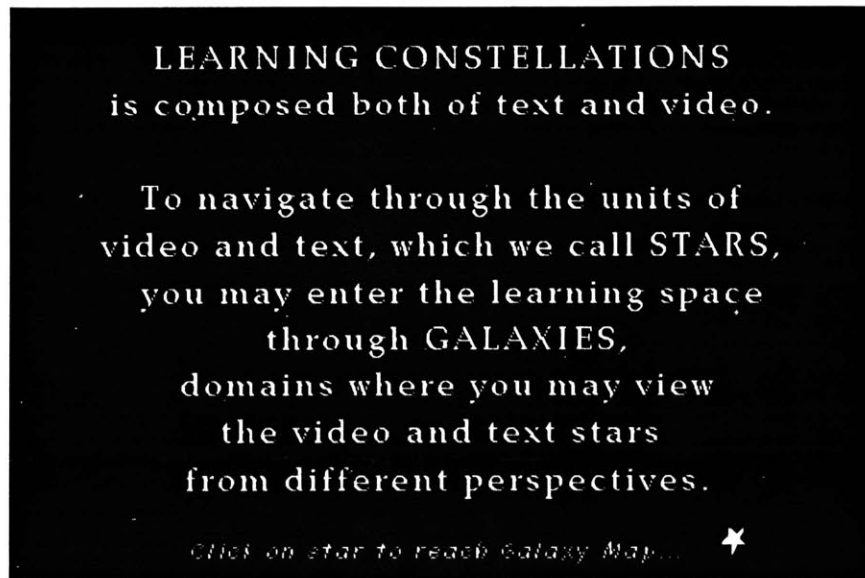 LEARNING CONSTELLATIONS
is composed both of text and video.
To navigate through the units of
video and text, which we call STARS,
you may enter the learning space
through GALAXIES,
domains where you may view
the video and text stars
from different perspectives.
Click on star to reach Galaxy Map...